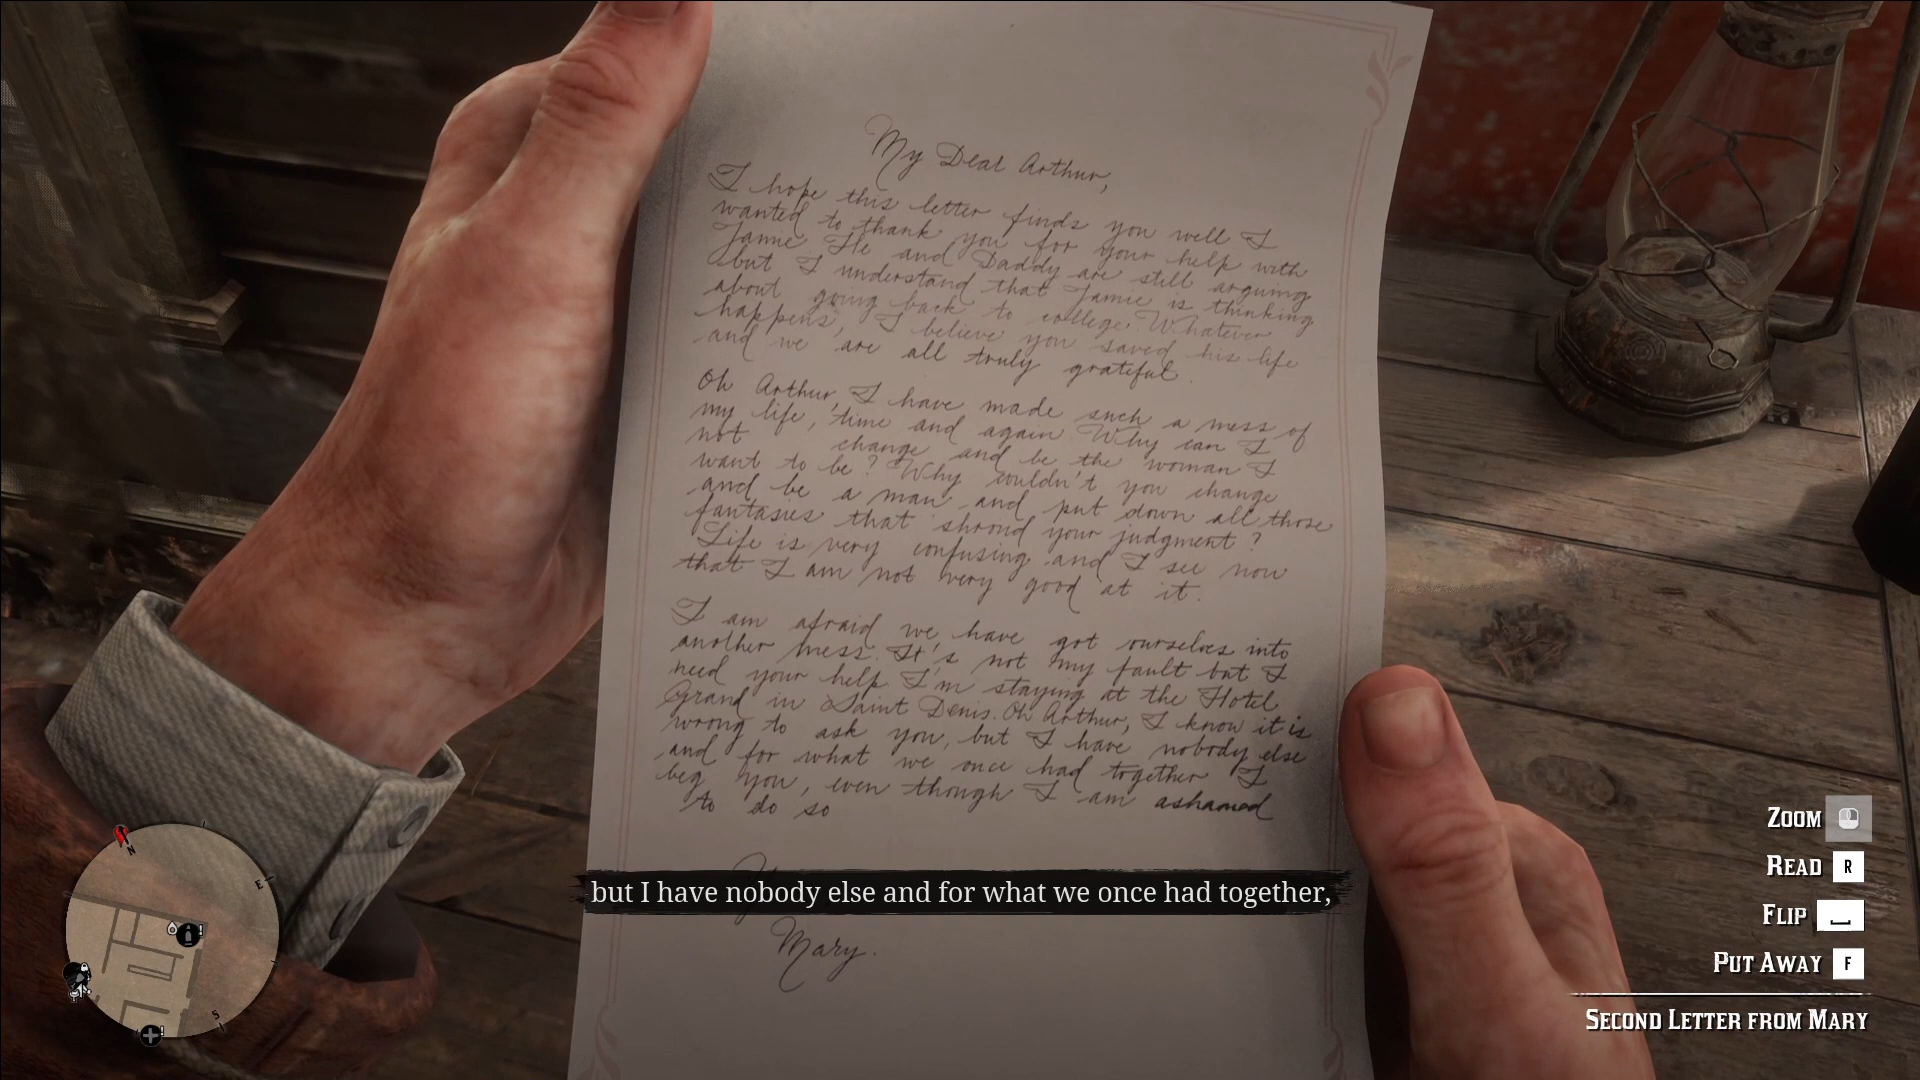 My Dear Arthur,
I hope this letter finds you well I
wanted to thank you for your help with
Jamie. He and Daddy are still arguing
but I understand that Jamie is thinking
about going back to college. Whatever
happens, I believe you saved his life
and we are all truly grateful.
Oh Arthur, I have made such a mess of
my life, time and again. Why can I
not change and be the woman I
want to be? Why couldn't you change
and be a man and put down all those
fantasies that shroud your judgment?
Life is very confusing and I see now
that I am not very good at it.
I am afraid we have got ourselves into
another mess. It's not my fault but I
need your help. I'm staying at the Hotel
Grand in Saint Denis. Oh Arthur, I know it is
wrong to ask you, but I have nobody else
and for what we once had together I
beg you, even though I am ashamed
to do so
but I have nobody else and for what we once had together,
Mary.
N
E
S
ZOOM
READ R
FLIP
PUT AWAY F
SECOND LETTER FROM MARY